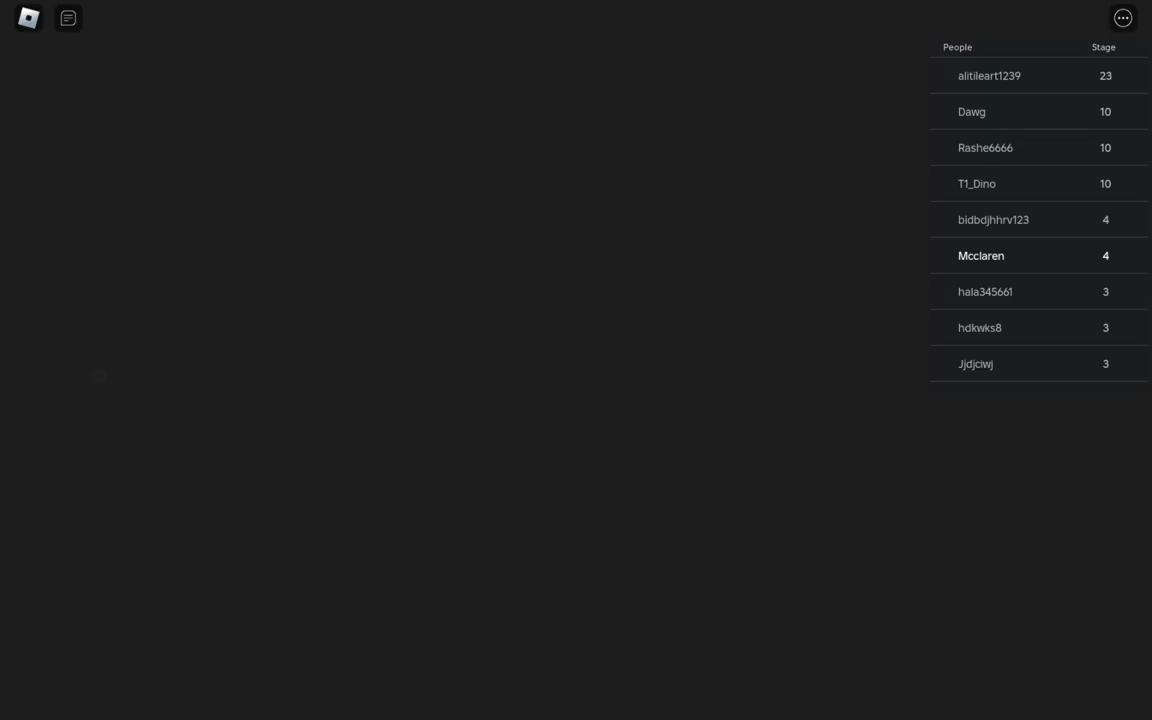 People Stage
alitileart1239 23
Dawg 10
Rashe6666 10
T1_Dino 10
bidbdjhhrv123 4
Mcclaren 4
hala345661 3
hdkwks8 3
Jjdjciwj 3